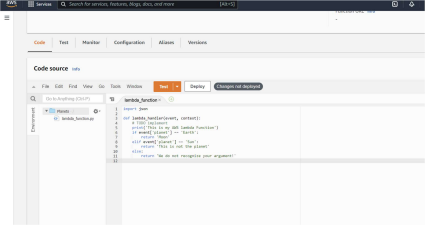 aws
Services
Search for services, features, blogs, docs, and more
[Alt+S]
Code
Test
Monitor
Configuration
Aliases
Versions
Code source
Info
File Edit Find View Go Tools Window
Test
Deploy
Changes not deployed
Go to Anything (Ctrl-P)
lambda_function
Environment
Planets
lambda_function.py
1 import json
2
3 def lambda_handler(event, context):
4 # TODO implement
5 print('This is my AWS Lambda Function')
6 if event['planet'] == 'Earth':
7 return 'Moon'
8 elif event['planet'] == 'Sun':
9 return 'This is not the planet'
10 else:
11 return 'We do not recognize your argument!'
12